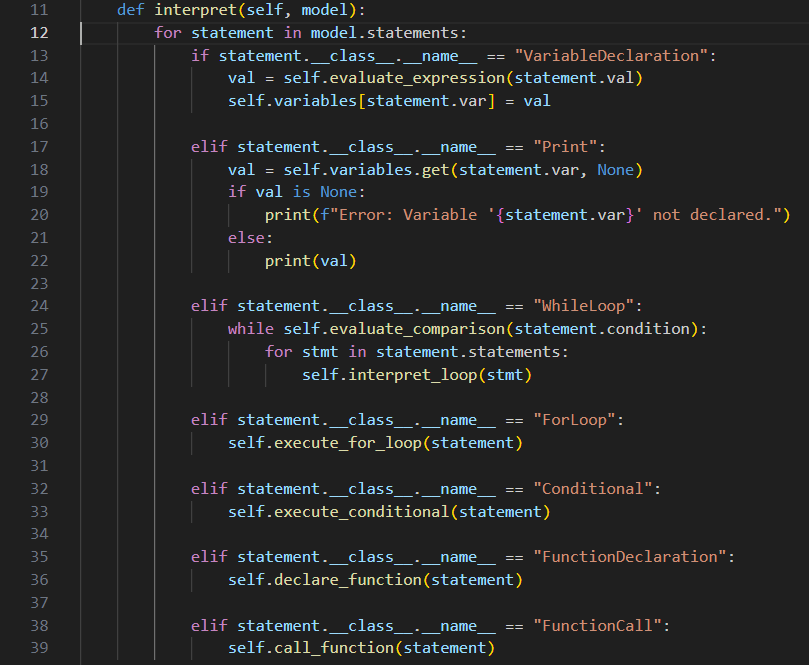 11 def interpret(self, model):
12 for statement in model.statements:
13 if statement.__class__.__name__ == "VariableDeclaration":
14 val = self.evaluate_expression(statement.val)
15 self.variables[statement.var] = val
16
17 elif statement.__class__.__name__ == "Print":
18 val = self.variables.get(statement.var, None)
19 if val is None:
20 print(f"Error: Variable '{statement.var}' not declared.")
21 else:
22 print(val)
23
24 elif statement.__class__.__name__ == "WhileLoop":
25 while self.evaluate_comparison(statement.condition):
26 for stmt in statement.statements:
27 self.interpret_loop(stmt)
28
29 elif statement.__class__.__name__ == "ForLoop":
30 self.execute_for_loop(statement)
31
32 elif statement.__class__.__name__ == "Conditional":
33 self.execute_conditional(statement)
34
35 elif statement.__class__.__name__ == "FunctionDeclaration":
36 self.declare_function(statement)
37
38 elif statement.__class__.__name__ == "FunctionCall":
39 self.call_function(statement)